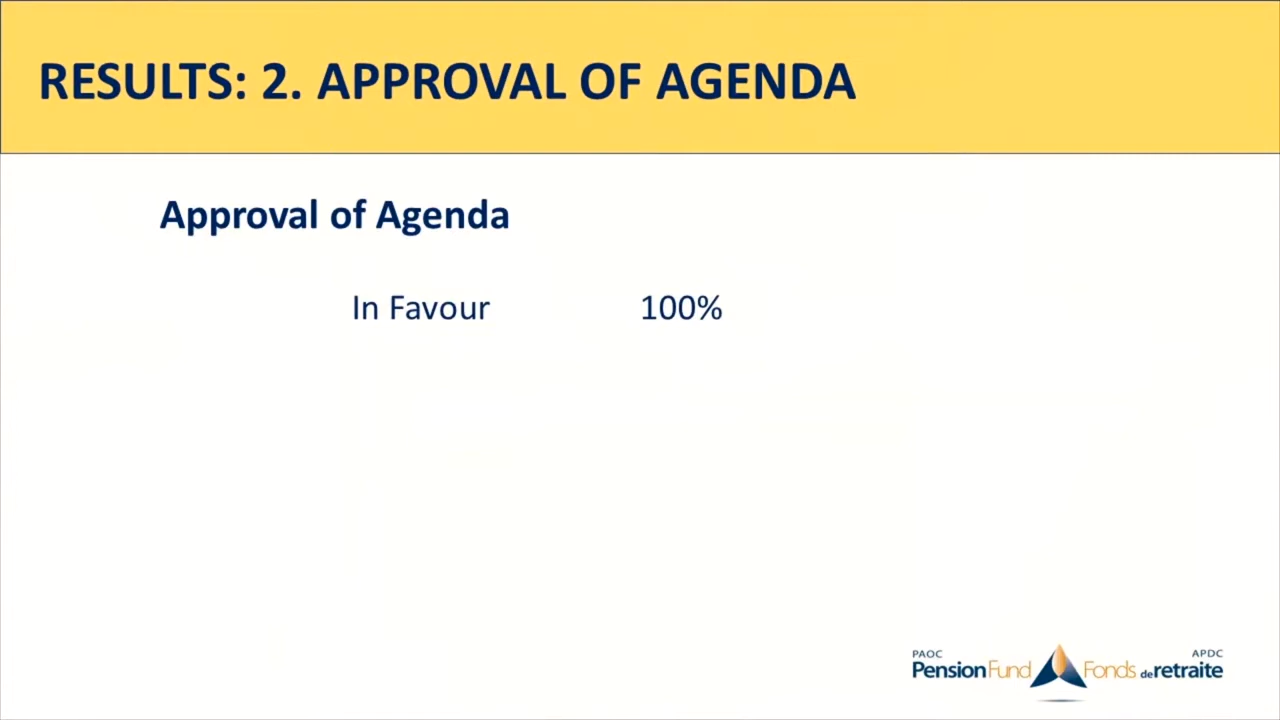 RESULTS: 2. APPROVAL OF AGENDA
Approval of Agenda
In Favour 100%
PAOC APDC
Pension Fund Fonds de retraite